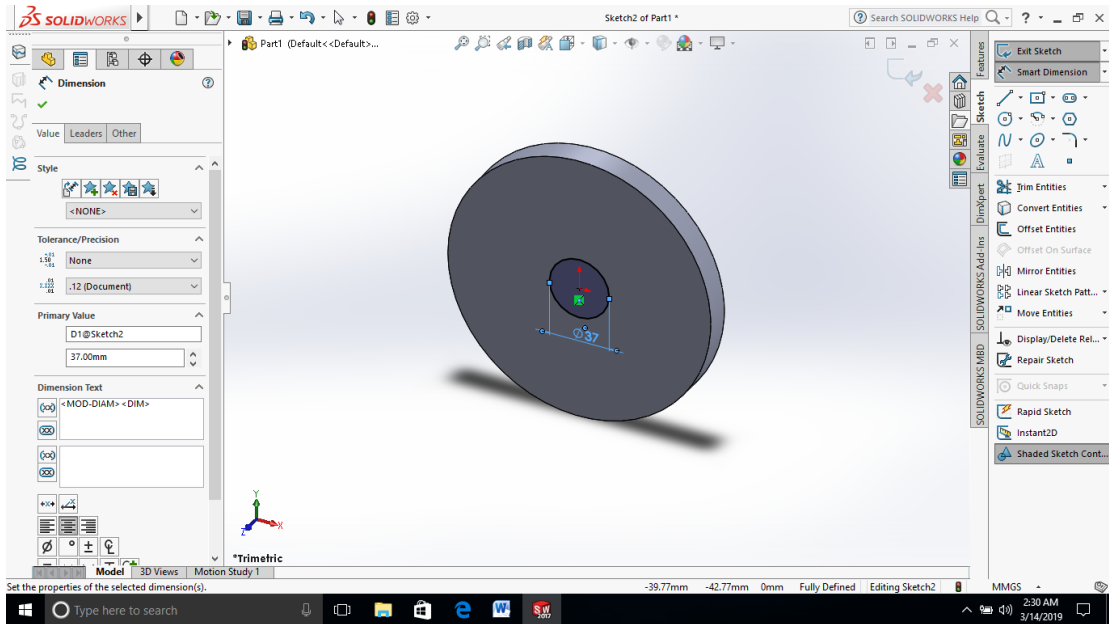 SOLIDWORKS
Sketch2 of Part1 *
Search SOLIDWORKS Help
Part1 (Default<<Default>...
Dimension
Value Leaders Other
Style
<NONE>
Tolerance/Precision
1.50
None
.12 (Document)
Primary Value
D1@Sketch2
37.00mm
Dimension Text
<MOD-DIAM><DIM>
Ø37
Y
X
Z
*Trimetric
Features
Sketch
Evaluate
DimXpert
SOLIDWORKS Add-Ins
SOLIDWORKS MBD
Exit Sketch
Smart Dimension
Trim Entities
Convert Entities
Offset Entities
Offset On Surface
Mirror Entities
Linear Sketch Patt...
Move Entities
Display/Delete Rel...
Repair Sketch
Quick Snaps
Rapid Sketch
Instant2D
Shaded Sketch Cont...
Model 3D Views Motion Study 1
Set the properties of the selected dimension(s).
-39.77mm -42.77mm 0mm Fully Defined Editing Sketch2 MMGS
Type here to search
SW
2017
2:30 AM
3/14/2019